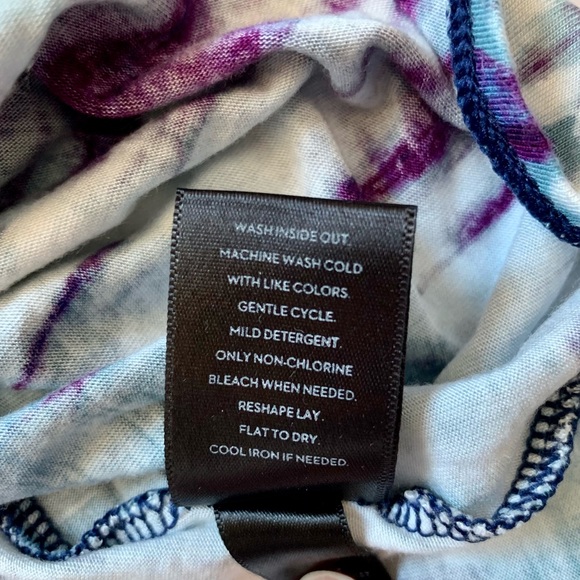 WASH INSIDE OUT.
MACHINE WASH COLD
WITH LIKE COLORS.
GENTLE CYCLE.
MILD DETERGENT.
ONLY NON-CHLORINE
BLEACH WHEN NEEDED.
RESHAPE LAY.
FLAT TO DRY.
COOL IRON IF NEEDED.